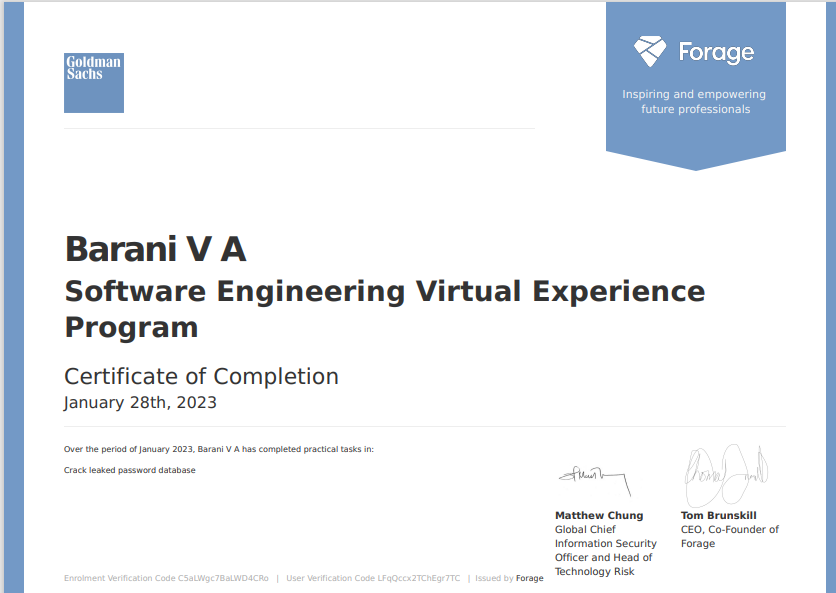 Goldman
Sachs
Forage
Inspiring and empowering
future professionals
Barani V A
Software Engineering Virtual Experience
Program
Certificate of Completion
January 28th, 2023
Over the period of January 2023, Barani V A has completed practical tasks in:
Crack leaked password database
Matthew Chung
Global Chief
Information Security
Officer and Head of
Technology Risk
Tom Brunskill
CEO, Co-Founder of
Forage
Enrolment Verification Code C5aLWgc7BaLWD4CRo | User Verification Code LFqQccx2TChEgr7TC | Issued by Forage